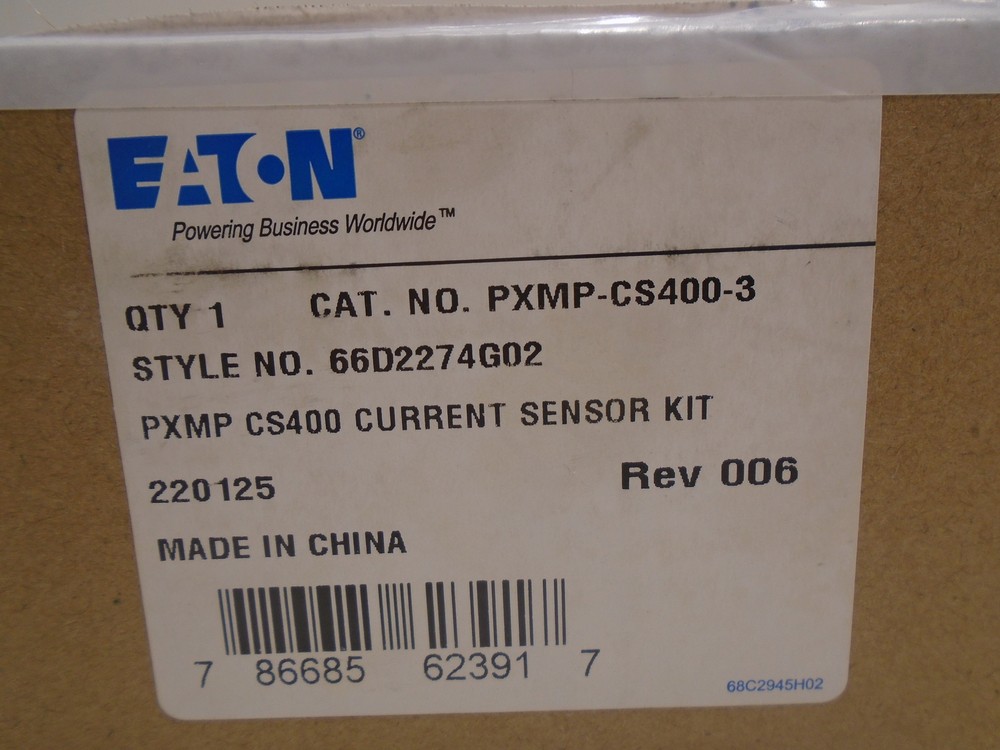 EATON®
Powering Business Worldwide™
QTY 1 CAT. NO. PXMP-CS400-3
STYLE NO. 66D2274G02
PXMP CS400 CURRENT SENSOR KIT
220125 Rev 006
MADE IN CHINA
7 86685 62391 7
68C2945H02